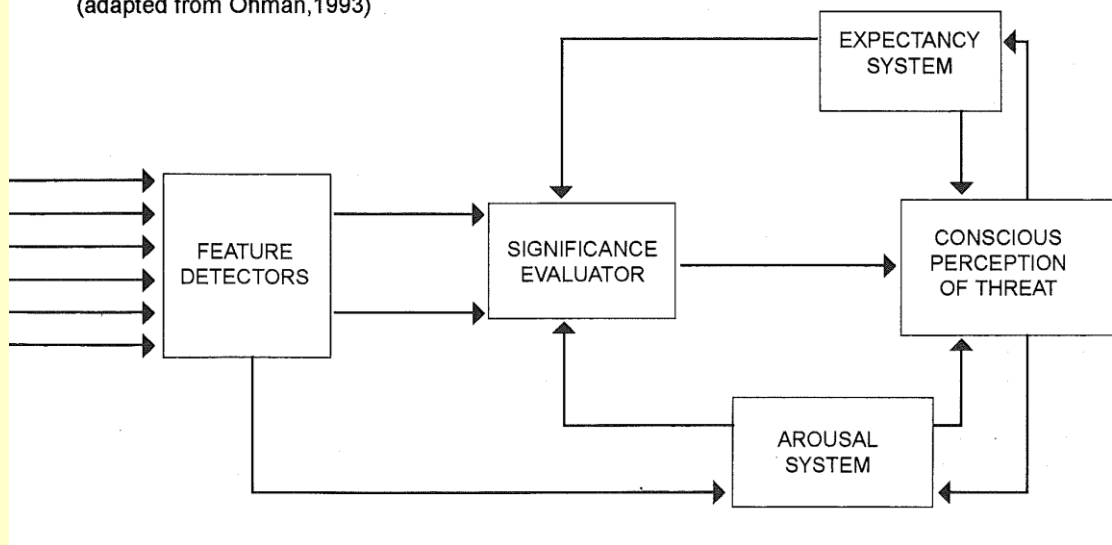 (adapted from Ohman,1993)
EXPECTANCY
SYSTEM
FEATURE
DETECTORS
SIGNIFICANCE
EVALUATOR
CONSCIOUS
PERCEPTION
OF THREAT
AROUSAL
SYSTEM